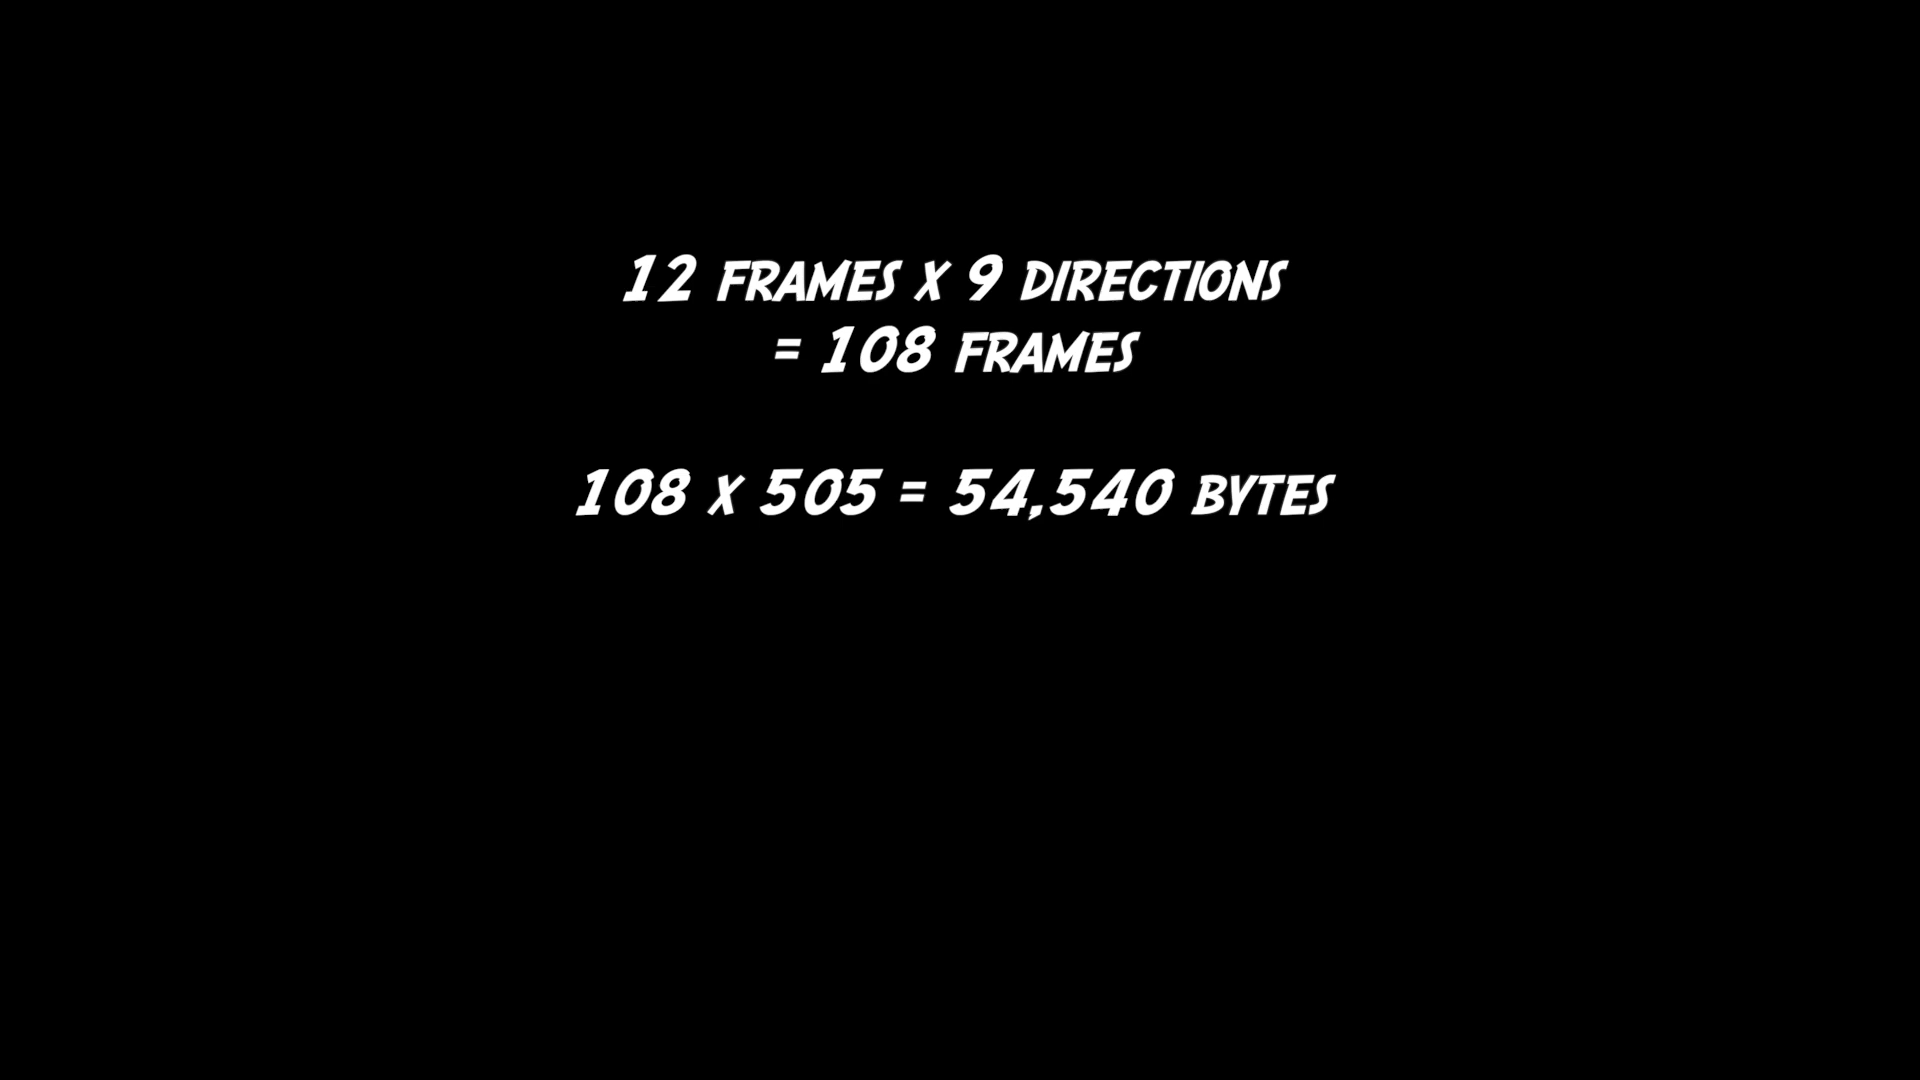 12 FRAMES X 9 DIRECTIONS
= 108 FRAMES
108 X 505 = 54,540 BYTES